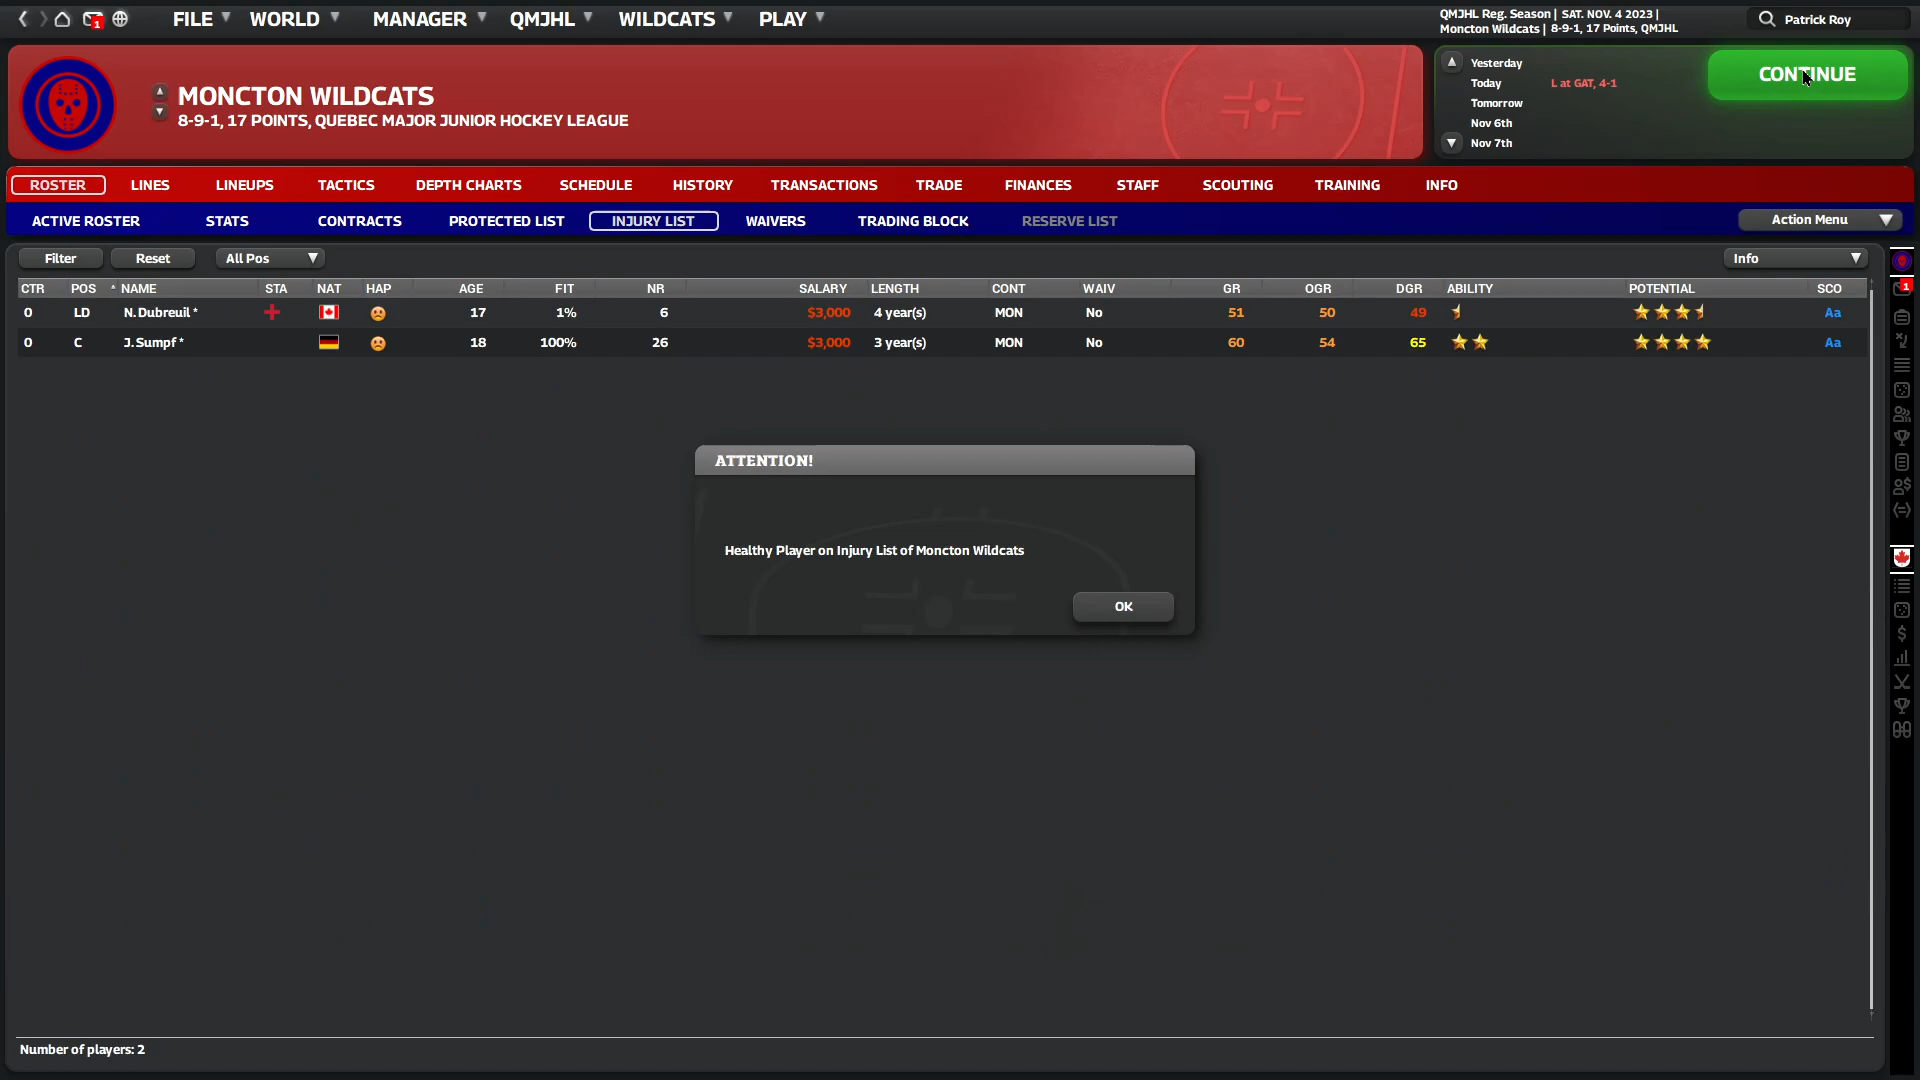 1
FILE WORLD MANAGER QMJHL WILDCATS PLAY
QMJHL Reg. Season | SAT. NOV. 4 2023 |
Moncton Wildcats | 8-9-1, 17 Points, QMJHL
Patrick Roy
MONCTON WILDCATS
8-9-1, 17 POINTS, QUEBEC MAJOR JUNIOR HOCKEY LEAGUE
Yesterday
Today L at GAT, 4-1
Tomorrow
Nov 6th
Nov 7th
CONTINUE
ROSTER LINES LINEUPS TACTICS DEPTH CHARTS SCHEDULE HISTORY TRANSACTIONS TRADE FINANCES STAFF SCOUTING TRAINING INFO
ACTIVE ROSTER STATS CONTRACTS PROTECTED LIST INJURY LIST WAIVERS TRADING BLOCK RESERVE LIST Action Menu
Filter Reset All Pos Info
CTR POS NAME STA NAT HAP AGE FIT NR SALARY LENGTH CONT WAIV GR OGR DGR ABILITY POTENTIAL SCO
0 LD N. Dubreuil * 17 1% 6 $3,000 4 year(s) MON No 51 50 49 Aa
0 C J. Sumpf * 18 100% 26 $3,000 3 year(s) MON No 60 54 65 Aa
1
ATTENTION!
Healthy Player on Injury List of Moncton Wildcats
OK
Number of players: 2